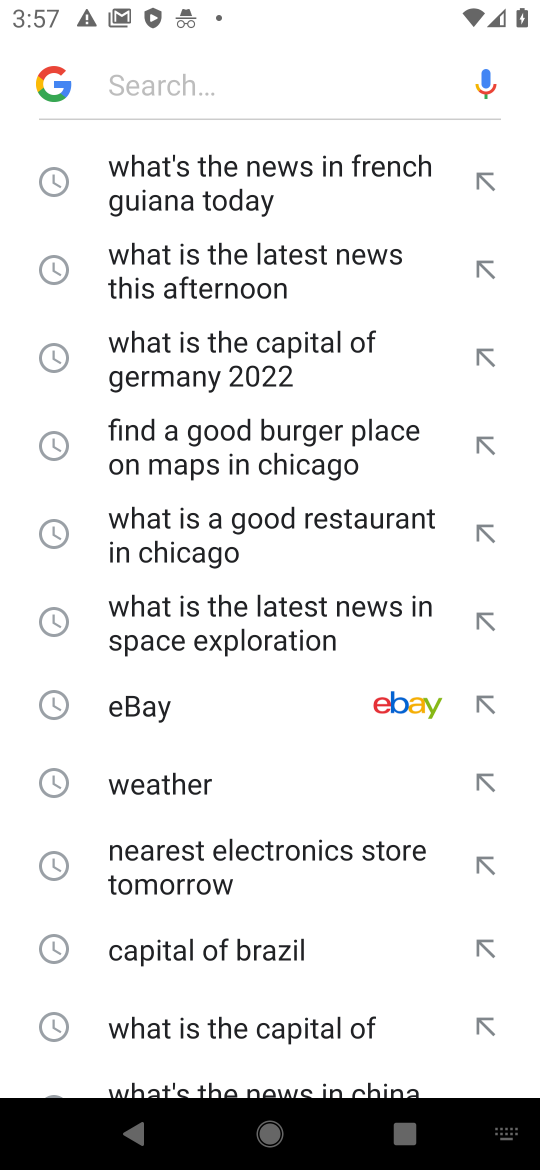 3:57
Search...
what's the news in french
guiana today
what is the latest news
this afternoon
what is the capital of
germany 2022
find a good burger place
on maps in chicago
what is a good restaurant
in chicago
what is the latest news in
space exploration
eBay ebay
weather
nearest electronics store
tomorrow
capital of brazil
what is the capital of
what's the news in china